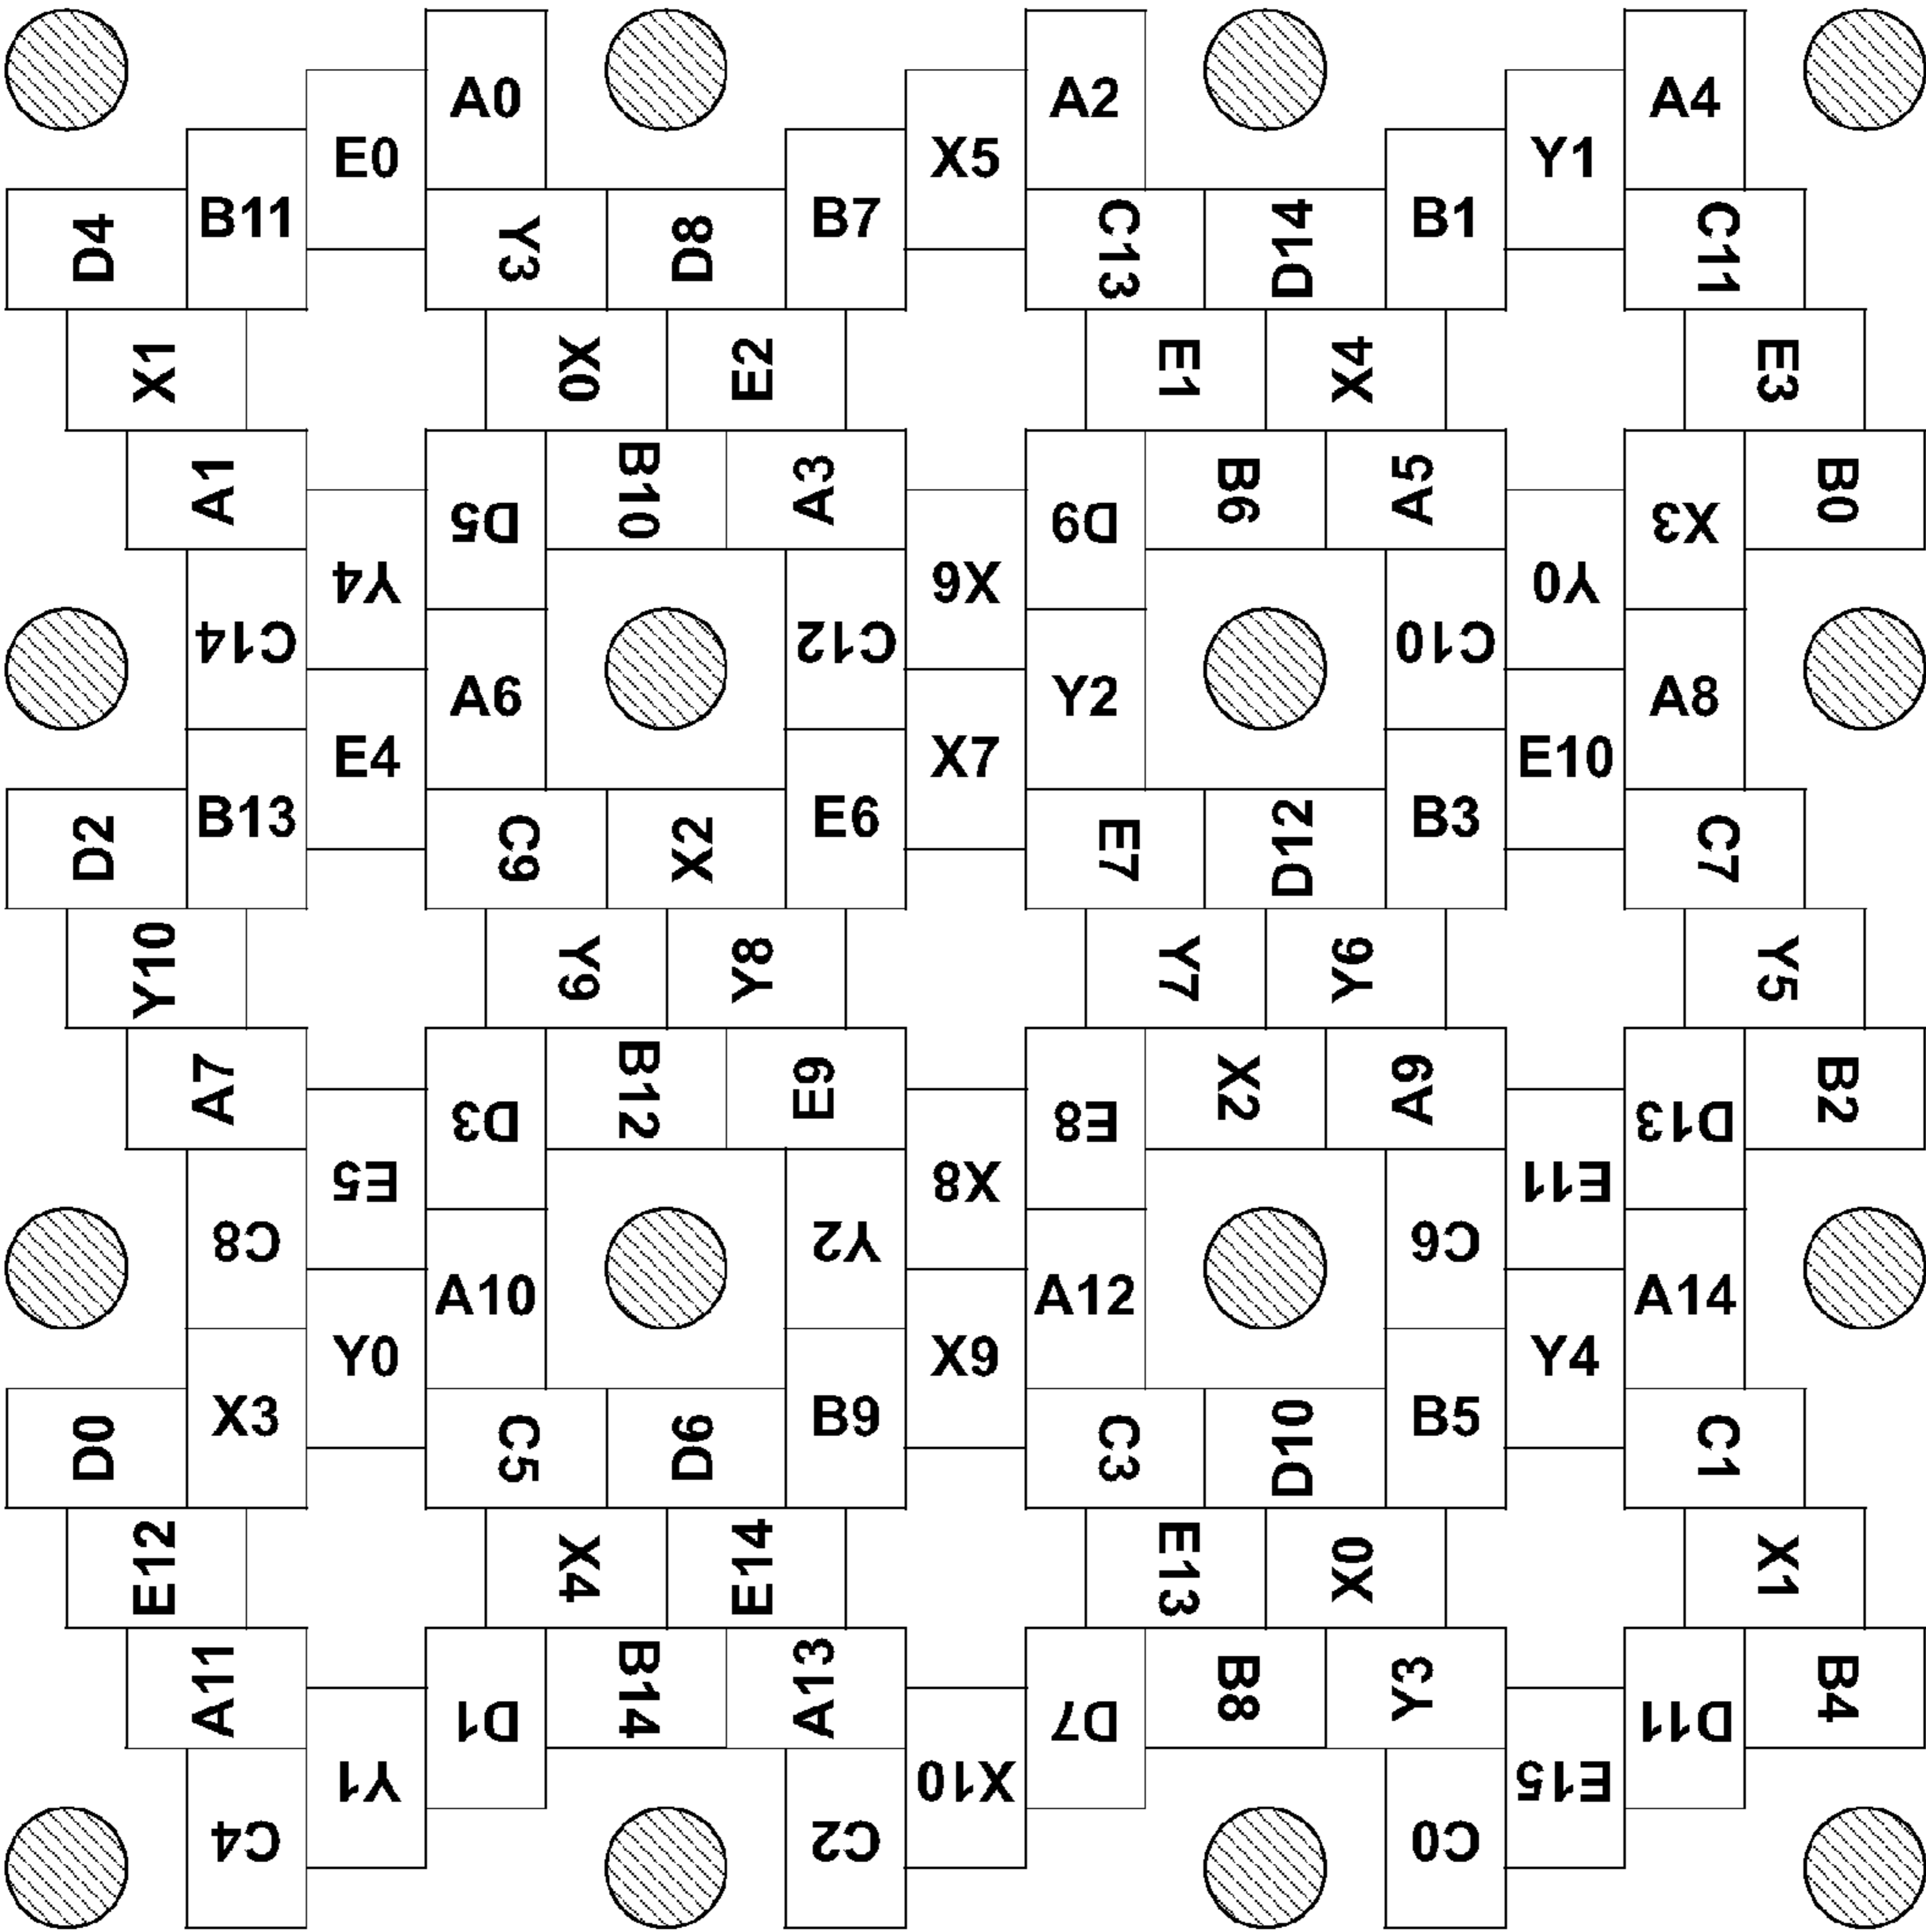 A0 A2 A4
E0 X5 Y1
B11 B7 B1
D4 Y3 D8 C13 D14 C11
X1 X0 E2 E1 X4 E3
A1 D5 B10 A3 D9 B6 A5 X3 B0
Y4 X6 Y0
C14 C12 C10
A6 Y2 A8
E4 X7 E10
B13 E6 B3
D2 C9 X2 E7 D12 C7
Y10 Y9 Y8 Y7 Y6 Y5
A7 D3 B12 E9 E8 X2 A9 D13 B2
E5 X8 E11
C8 Y2 C6
A10 A12 A14
Y0 X9 Y4
X3 B9 B5
D0 C5 D6 C3 D10 C1
E12 X4 E14 E13 X0 X1
A11 D1 B14 A13 D7 B8 Y3 D11 B4
Y1 X10 E15
C4 C2 C0